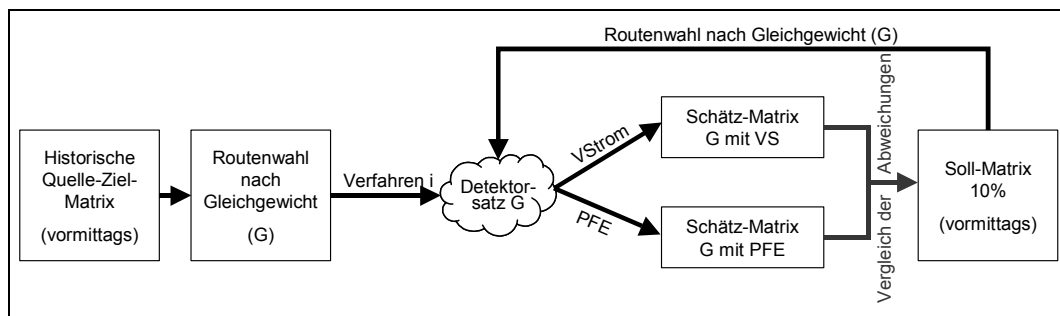 Routenwahl nach Gleichgewicht (G)
Historische
Quelle-Ziel-
Matrix
(vormittags)
Routenwahl
nach
Gleichgewicht
(G)
Verfahren i
Detektor-
satz G
VStrom
PFE
Schätz-Matrix
G mit VS
Schätz-Matrix
G mit PFE
Vergleich der Abweichungen
Soll-Matrix
10%
(vormittags)